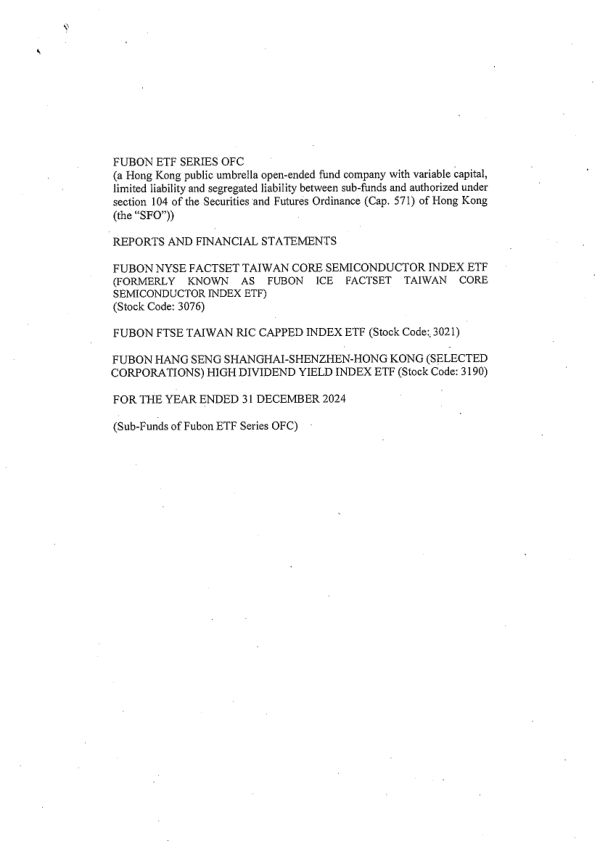 FUBON ETF SERIES OFC
(a Hong Kong public umbrella open-ended fund company with variable capital,
limited liability and segregated liability between sub-funds and authorized under
section 104 of the Securities and Futures Ordinance (Cap. 571) of Hong Kong
(the “SFO”))
REPORTS AND FINANCIAL STATEMENTS
FUBON NYSE FACTSET TAIWAN CORE SEMICONDUCTOR INDEX ETF
(FORMERLY KNOWN AS FUBON ICE FACTSET TAIWAN CORE
SEMICONDUCTOR INDEX ETF)
(Stock Code: 3076)
FUBON FTSE TAIWAN RIC CAPPED INDEX ETF (Stock Code: 3021)
FUBON HANG SENG SHANGHAI-SHENZHEN-HONG KONG (SELECTED
CORPORATIONS) HIGH DIVIDEND YIELD INDEX ETF (Stock Code: 3190)
FOR THE YEAR ENDED 31 DECEMBER 2024
(Sub-Funds of Fubon ETF Series OFC)